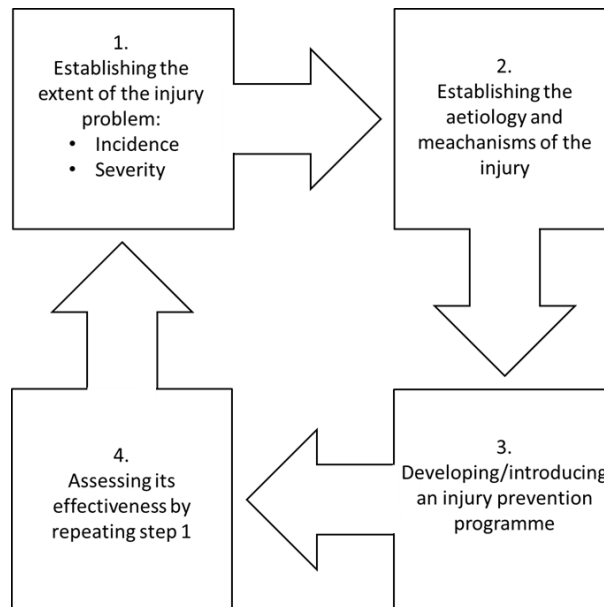 1.
Establishing the
extent of the injury
problem:
• Incidence
• Severity
2.
Establishing the
aetiology and
meachanisms of the
injury
3.
Developing/introducing
an injury prevention
programme
4.
Assessing its
effectiveness by
repeating step 1